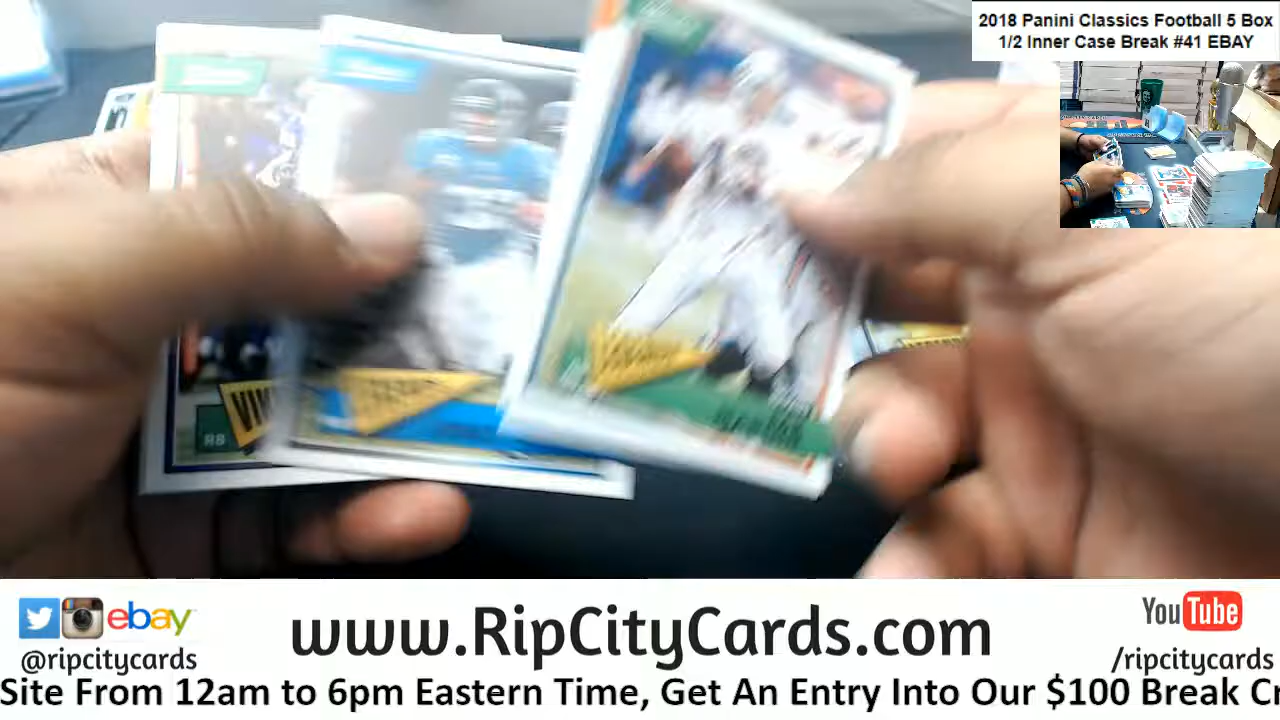 2018 Panini Classics Football 5 Box
1/2 Inner Case Break #41 EBAY
RB
ebay
@ripcitycards
www.RipCityCards.com
YouTube
/ripcitycards
Site From 12am to 6pm Eastern Time, Get An Entry Into Our $100 Break Cr